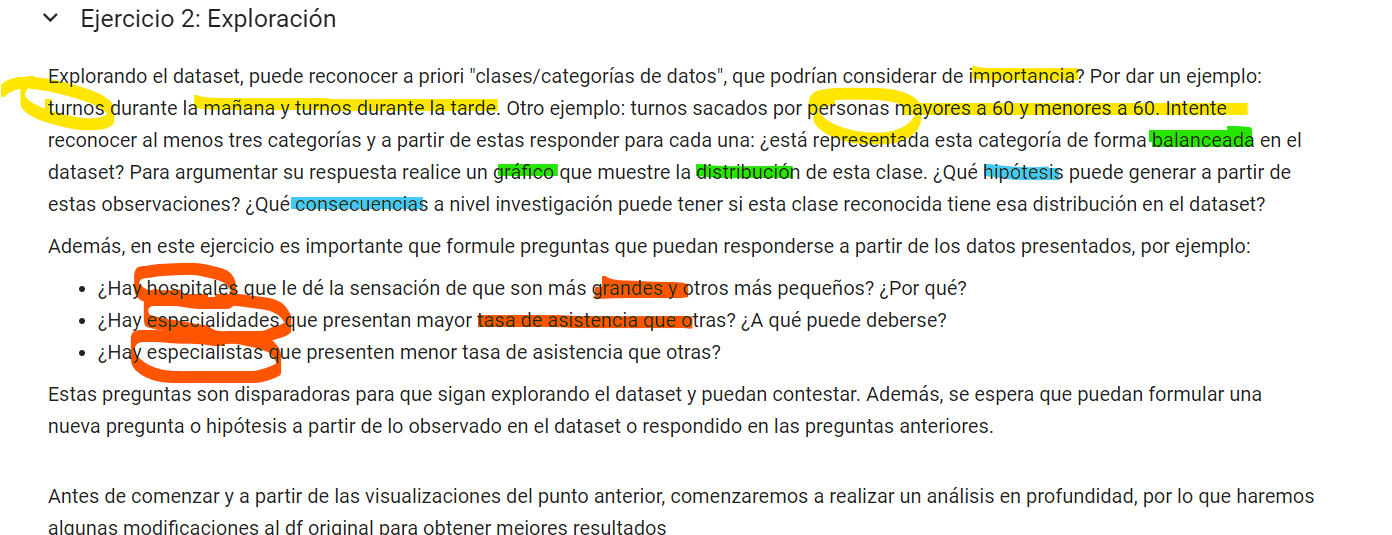 Ejercicio 2: Exploración
Explorando el dataset, puede reconocer a priori "clases/categorías de datos", que podrían considerar de importancia? Por dar un ejemplo:
turnos durante la mañana y turnos durante la tarde. Otro ejemplo: turnos sacados por personas mayores a 60 y menores a 60. Intente
reconocer al menos tres categorías y a partir de estas responder para cada una: ¿está representada esta categoría de forma balanceada en el
dataset? Para argumentar su respuesta realice un gráfico que muestre la distribución de esta clase. ¿Qué hipótesis puede generar a partir de
estas observaciones? ¿Qué consecuencias a nivel investigación puede tener si esta clase reconocida tiene esa distribución en el dataset?
Además, en este ejercicio es importante que formule preguntas que puedan responderse a partir de los datos presentados, por ejemplo:
• ¿Hay hospitales que le dé la sensación de que son más grandes y otros más pequeños? ¿Por qué?
• ¿Hay especialidades que presentan mayor tasa de asistencia que otras? ¿A qué puede deberse?
• ¿Hay especialistas que presenten menor tasa de asistencia que otras?
Estas preguntas son disparadoras para que sigan explorando el dataset y puedan contestar. Además, se espera que puedan formular una
nueva pregunta o hipótesis a partir de lo observado en el dataset o respondido en las preguntas anteriores.
Antes de comenzar y a partir de las visualizaciones del punto anterior, comenzaremos a realizar un análisis en profundidad, por lo que haremos
algunas modificaciones al df original para obtener mejores resultados